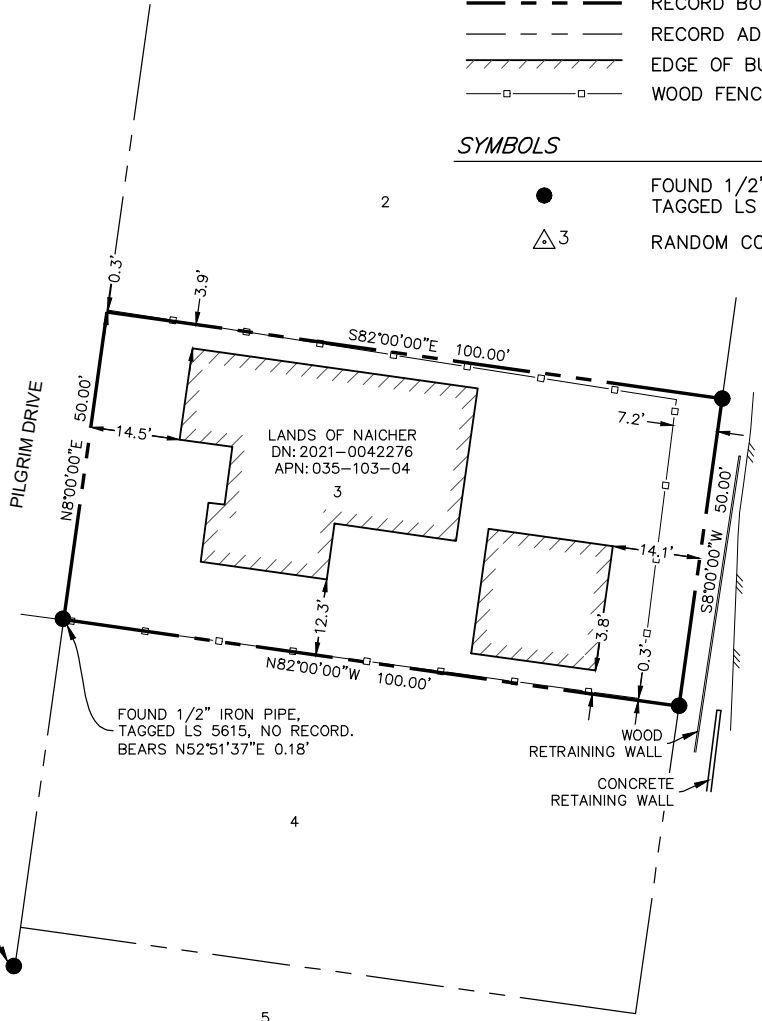 RECORD BO
RECORD AD
EDGE OF BU
WOOD FENC
SYMBOLS
FOUND 1/2"
TAGGED LS
3
RANDOM CO
2
0.3'
3.9'
S82°00'00"E 100.00'
PILGRIM DRIVE
N8°00'00"E 50.00'
14.5'
LANDS OF NAICHER
DN: 2021-0042276
APN: 035-103-04
3
7.2'
S8°00'00"W 50.00'
14.1'
12.3'
3.8'
0.3'
N82°00'00"W 100.00'
FOUND 1/2" IRON PIPE,
TAGGED LS 5615, NO RECORD.
BEARS N52°51'37"E 0.18'
WOOD
RETRAINING WALL
CONCRETE
RETAINING WALL
4
5